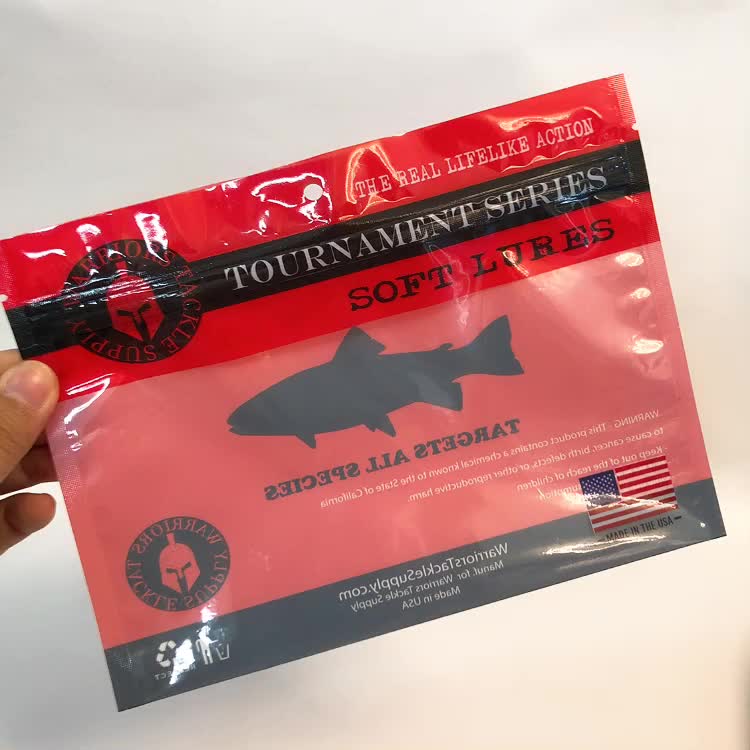 THE REAL LIFELIKE ACTION
TOURNAMENT SERIES
SOFT LURES
WARRIORS TACKLE SUPPLY
TARGETS ALL SPECIES
WARNING - This product contains a chemical known to the State of California
to cause cancer, birth defects, or other reproductive harm.
Keep out of the reach of children
MADE IN THE USA
WARRIORS TACKLE SUPPLY
WarriorsTackleSupply.com
Manuf. for Warriors Tackle Supply
Made in USA